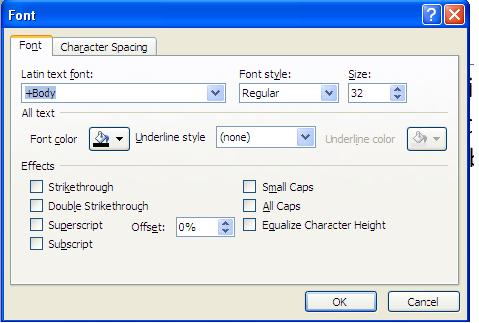 Font
Font Character Spacing
Latin text font: Font style: Size:
+Body Regular 32
All text
Font color Underline style (none) Underline color
Effects
Strikethrough Small Caps
Double Strikethrough All Caps
Superscript Offset: 0% Equalize Character Height
Subscript
OK Cancel